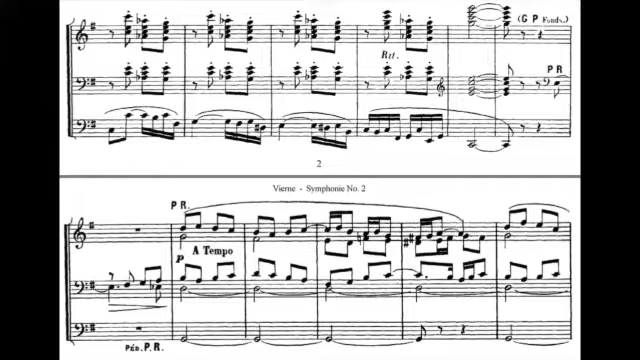 (G P Fonds.)
Rit.
P R
2
Vierne - Symphonie No. 2
P R.
P
A Tempo
PÉD. P. R.